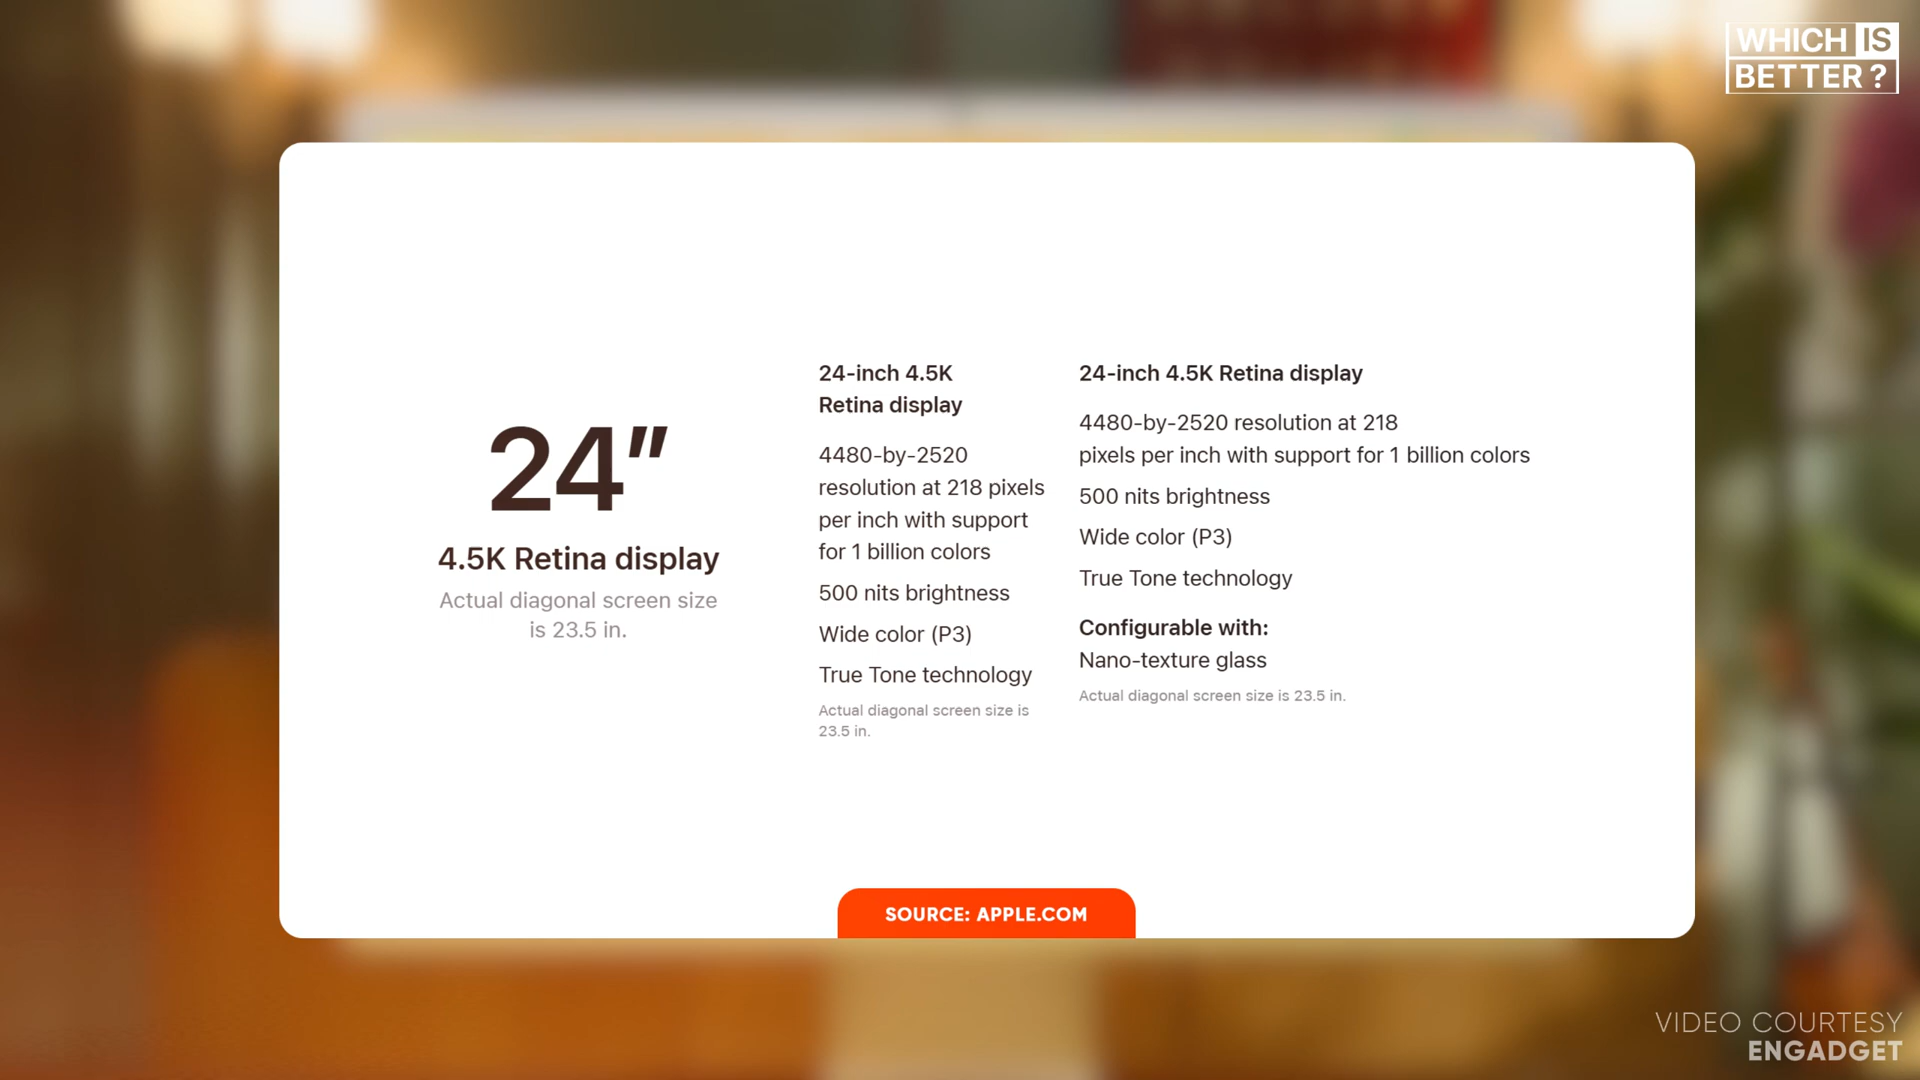 WHICH IS
BETTER?
24"
4.5K Retina display
Actual diagonal screen size
is 23.5 in.
24-inch 4.5K
Retina display
4480-by-2520
resolution at 218 pixels
per inch with support
for 1 billion colors
500 nits brightness
Wide color (P3)
True Tone technology
Actual diagonal screen size is
23.5 in.
24-inch 4.5K Retina display
4480-by-2520 resolution at 218
pixels per inch with support for 1 billion colors
500 nits brightness
Wide color (P3)
True Tone technology
Configurable with:
Nano-texture glass
Actual diagonal screen size is 23.5 in.
SOURCE: APPLE.COM
VIDEO COURTESY
ENGADGET